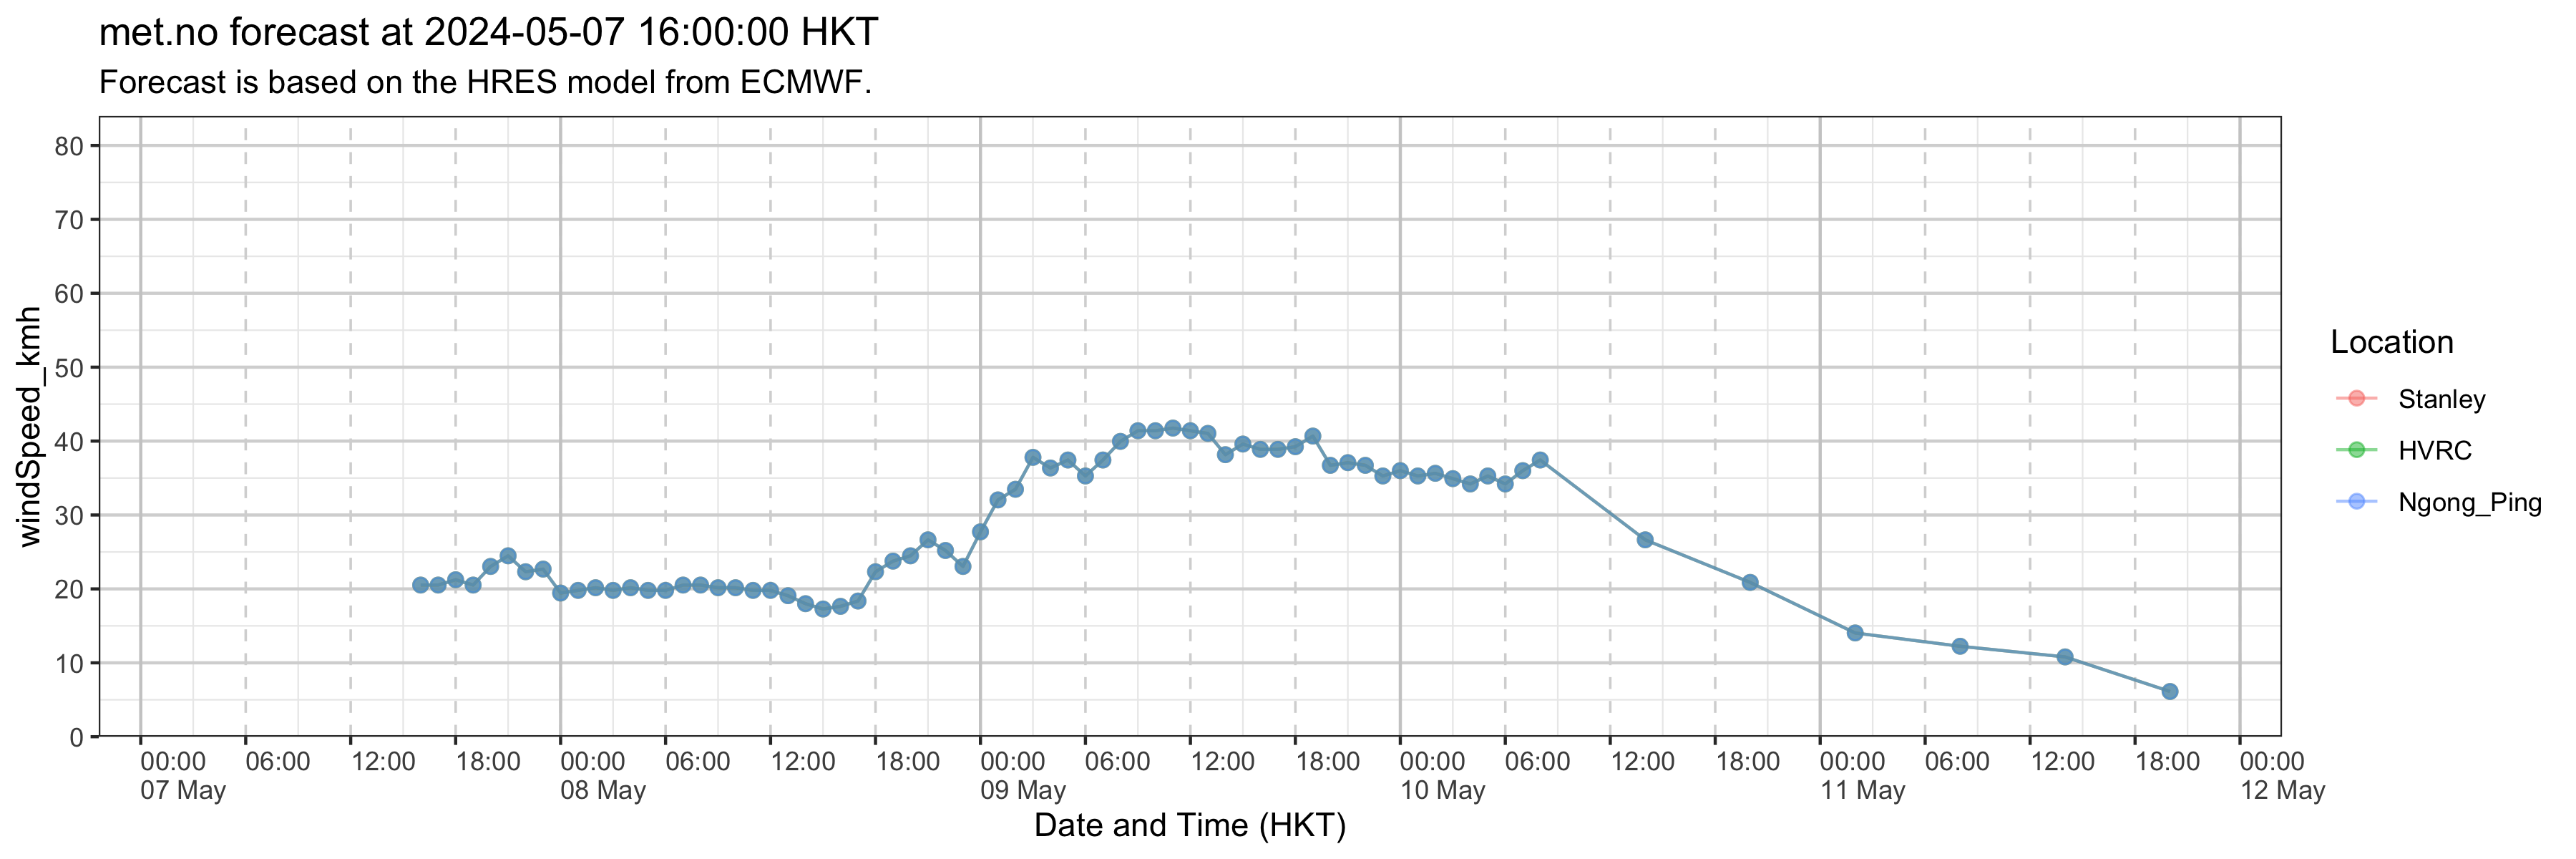 met.no forecast at 2024-05-07 16:00:00 HKT
Forecast is based on the HRES model from ECMWF.
windSpeed_kmh
80
70
60
50
40
30
20
10
0
00:00 06:00 12:00 18:00 00:00 06:00 12:00 18:00 00:00 06:00 12:00 18:00 00:00 06:00 12:00 18:00 00:00 06:00 12:00 18:00 00:00
07 May 08 May 09 May 10 May 11 May 12 May
Date and Time (HKT)
Location
Stanley
HVRC
Ngong_Ping